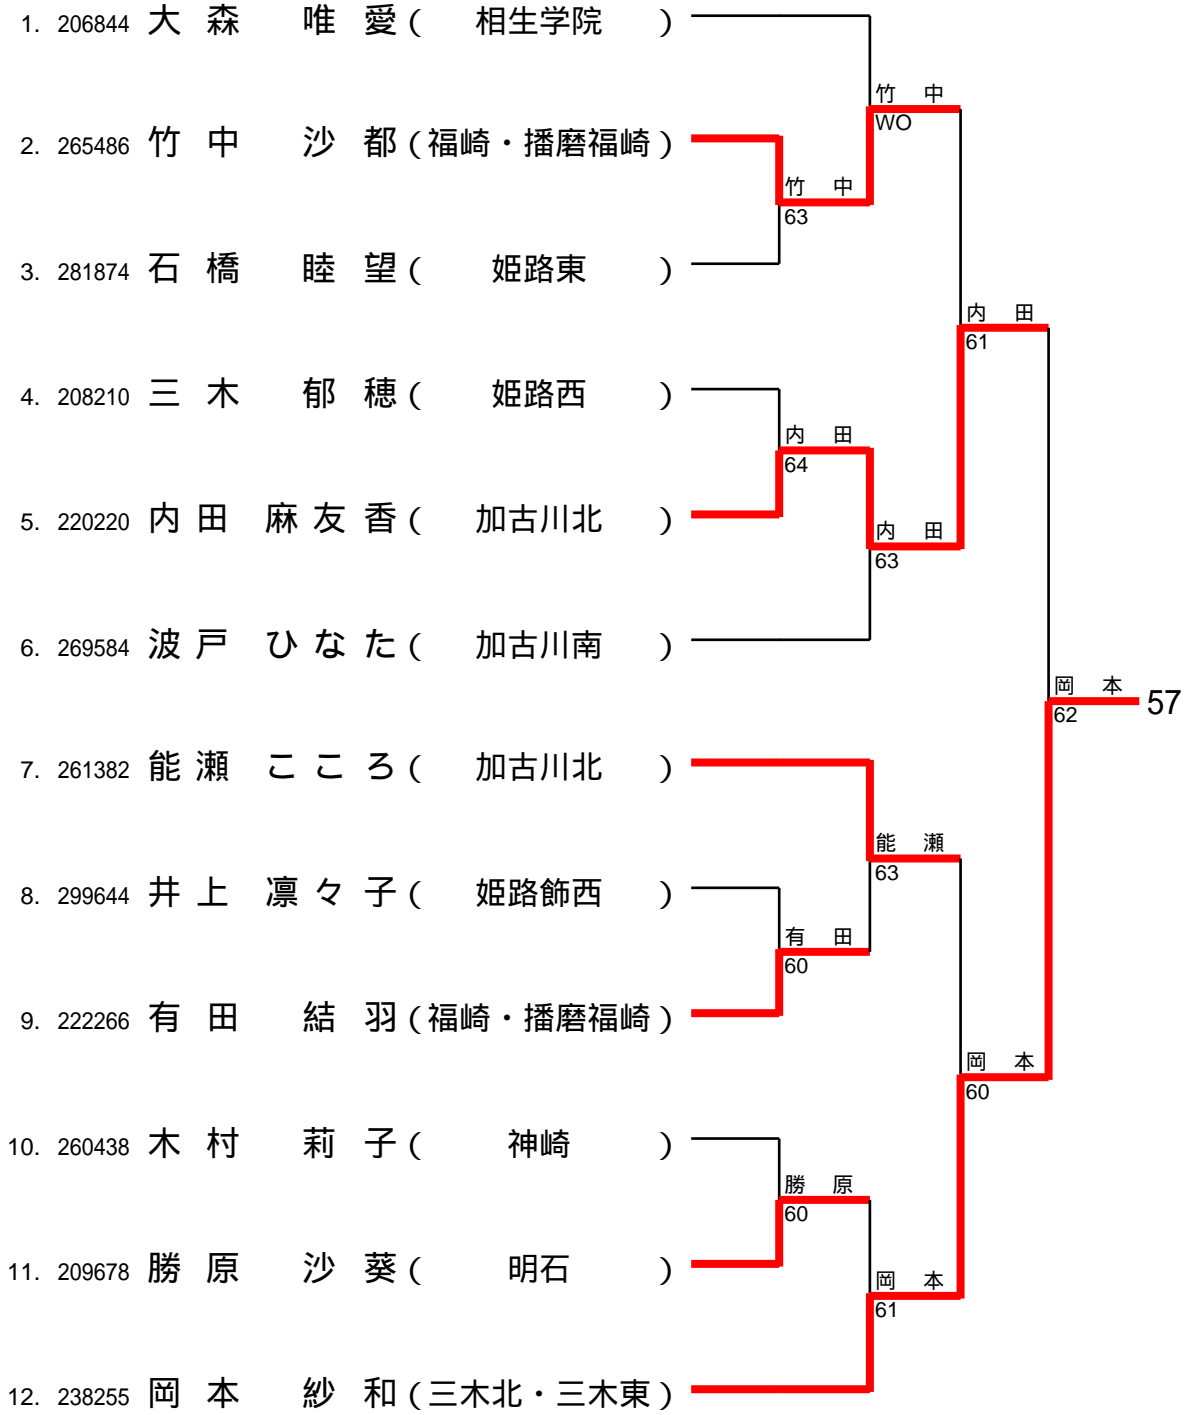 1. 206844 大森 唯愛 ( 相生学院 )
竹 中
WO
2. 265486 竹中 沙都 ( 福崎・播磨福崎 )
竹 中
63
3. 281874 石橋 睦望 ( 姫路東 )
内 田
61
4. 208210 三木 郁穂 ( 姫路西 )
内 田
64
5. 220220 内田 麻友香 ( 加古川北 )
内 田
63
6. 269584 波戸 ひなた ( 加古川南 )
岡 本
62
57
7. 261382 能瀬 こころ ( 加古川北 )
能 瀬
63
8. 299644 井上 凛々子 ( 姫路飾西 )
有 田
60
9. 222266 有田 結羽 ( 福崎・播磨福崎 )
岡 本
60
10. 260438 木村 莉子 ( 神崎 )
勝 原
60
11. 209678 勝原 沙葵 ( 明石 )
岡 本
61
12. 238255 岡本 紗和 ( 三木北・三木東 )